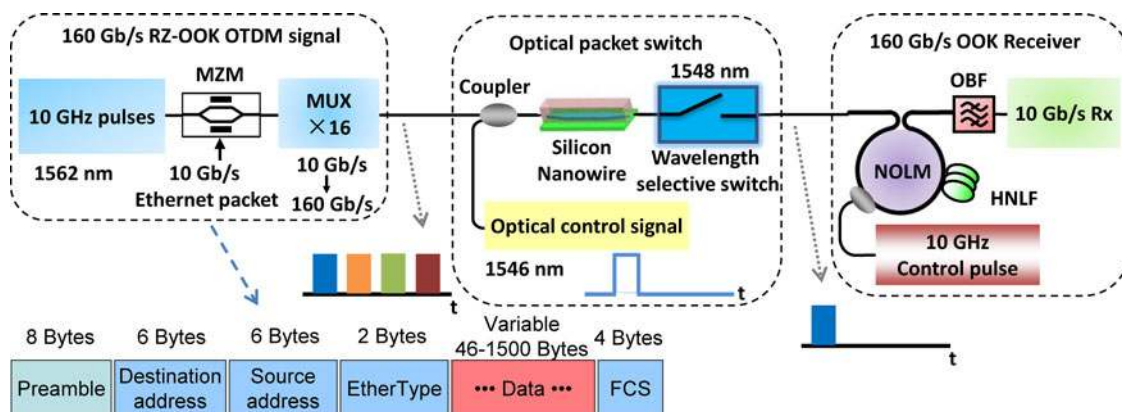 160 Gb/s RZ-OOK OTDM signal
MZM
10 GHz pulses
MUX
×16
1562 nm
10 Gb/s
Ethernet packet
10 Gb/s
160 Gb/s
Optical packet switch
Coupler
1548 nm
Silicon
Nanowire
Wavelength
selective switch
Optical control signal
1546 nm
t
160 Gb/s OOK Receiver
OBF
10 Gb/s Rx
NOLM
HNLF
10 GHz
Control pulse
t
t
8 Bytes
6 Bytes
6 Bytes
2 Bytes
Variable
46-1500 Bytes
4 Bytes
Preamble
Destination
address
Source
address
EtherType
••• Data •••
FCS